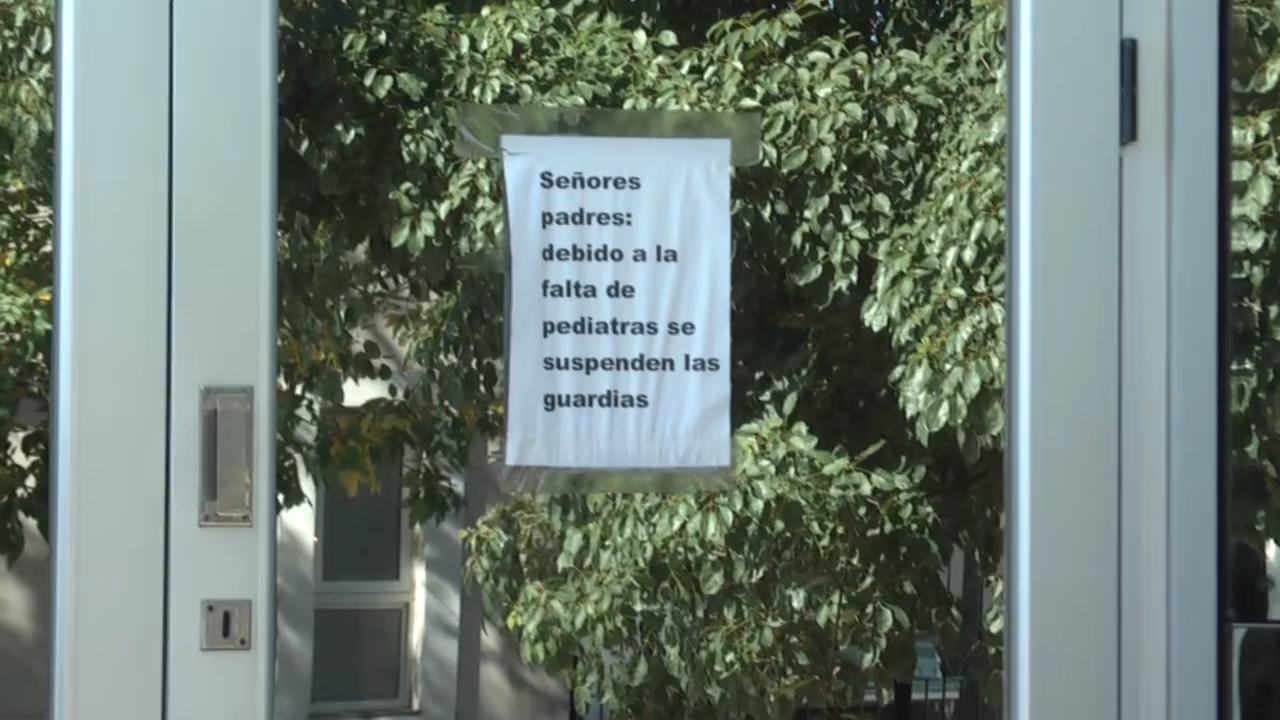 Señores
padres:
debido a la
falta de
pediatras se
suspenden las
guardias